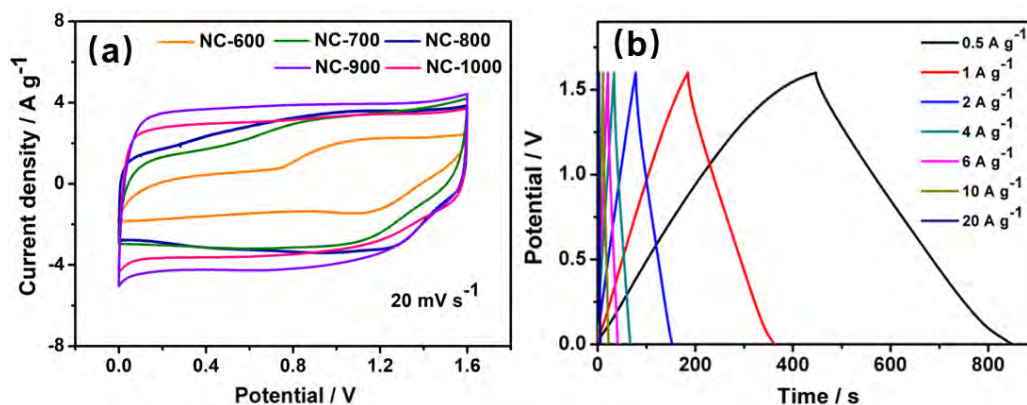 (a)
NC-600 NC-700 NC-800
NC-900 NC-1000
Current density / A g⁻¹
8
4
0
-4
-8
20 mV s⁻¹
0.0 0.4 0.8 1.2 1.6
Potential / V
(b)
0.5 A g⁻¹
1 A g⁻¹
2 A g⁻¹
4 A g⁻¹
6 A g⁻¹
10 A g⁻¹
20 A g⁻¹
Potential / V
1.5
1.0
0.5
0.0
0 200 400 600 800
Time / s